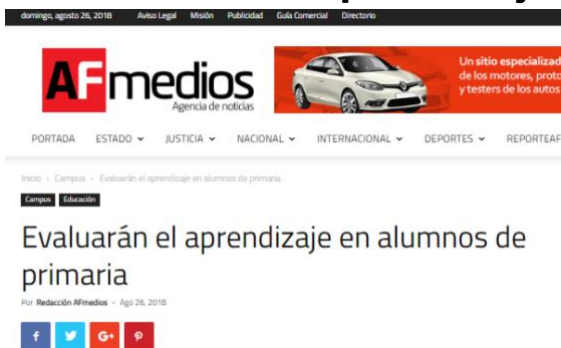 domingo, agosto 26, 2018 Aviso Legal Misión Publicidad Guía Comercial Directorio
AFmedios
Agencia de noticias
Un sitio especializad
de los motores, proto
y testers de los autos
PORTADA ESTADO JUSTICIA NACIONAL INTERNACIONAL DEPORTES REPORTEAF
Inicio › Campus › Evaluarán el aprendizaje en alumnos de primaria
Campus Educación
Evaluarán el aprendizaje en alumnos de
primaria
Por Redacción AFmedios - Ago 26, 2018
f G+